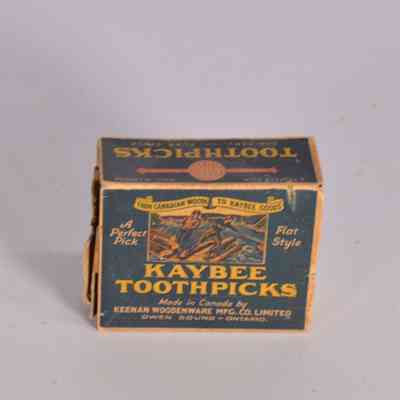 TOOTHPICKS
FROM CANADIAN WOODS TO KAYBEE GOODS
A Perfect Pick
Flat Style
KAYBEE
TOOTHPICKS
Made in Canada by
KEENAN WOODENWARE MFG. CO. LIMITED
OWEN SOUND - ONTARIO.